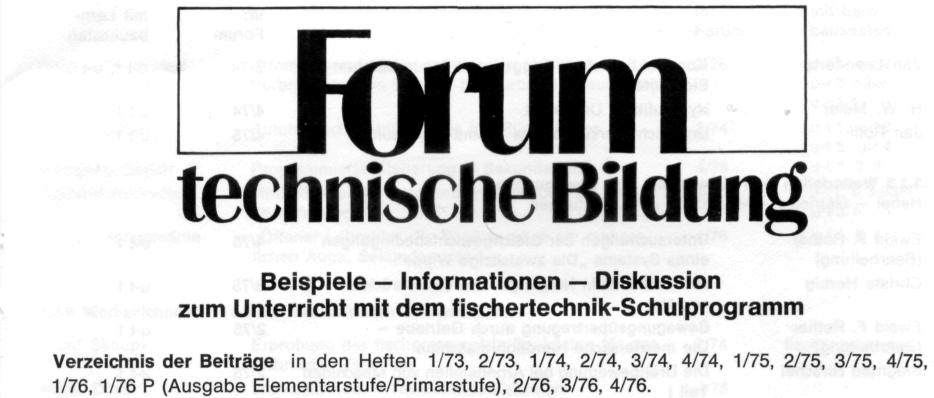 Forum
technische Bildung
Beispiele – Informationen – Diskussion
zum Unterricht mit dem fischertechnik-Schulprogramm
Verzeichnis der Beiträge in den Heften 1/73, 2/73, 1/74, 2/74, 3/74, 4/74, 1/75, 2/75, 3/75, 4/75,
1/76, 1/76 P (Ausgabe Elementarstufe/Primarstufe), 2/76, 3/76, 4/76.